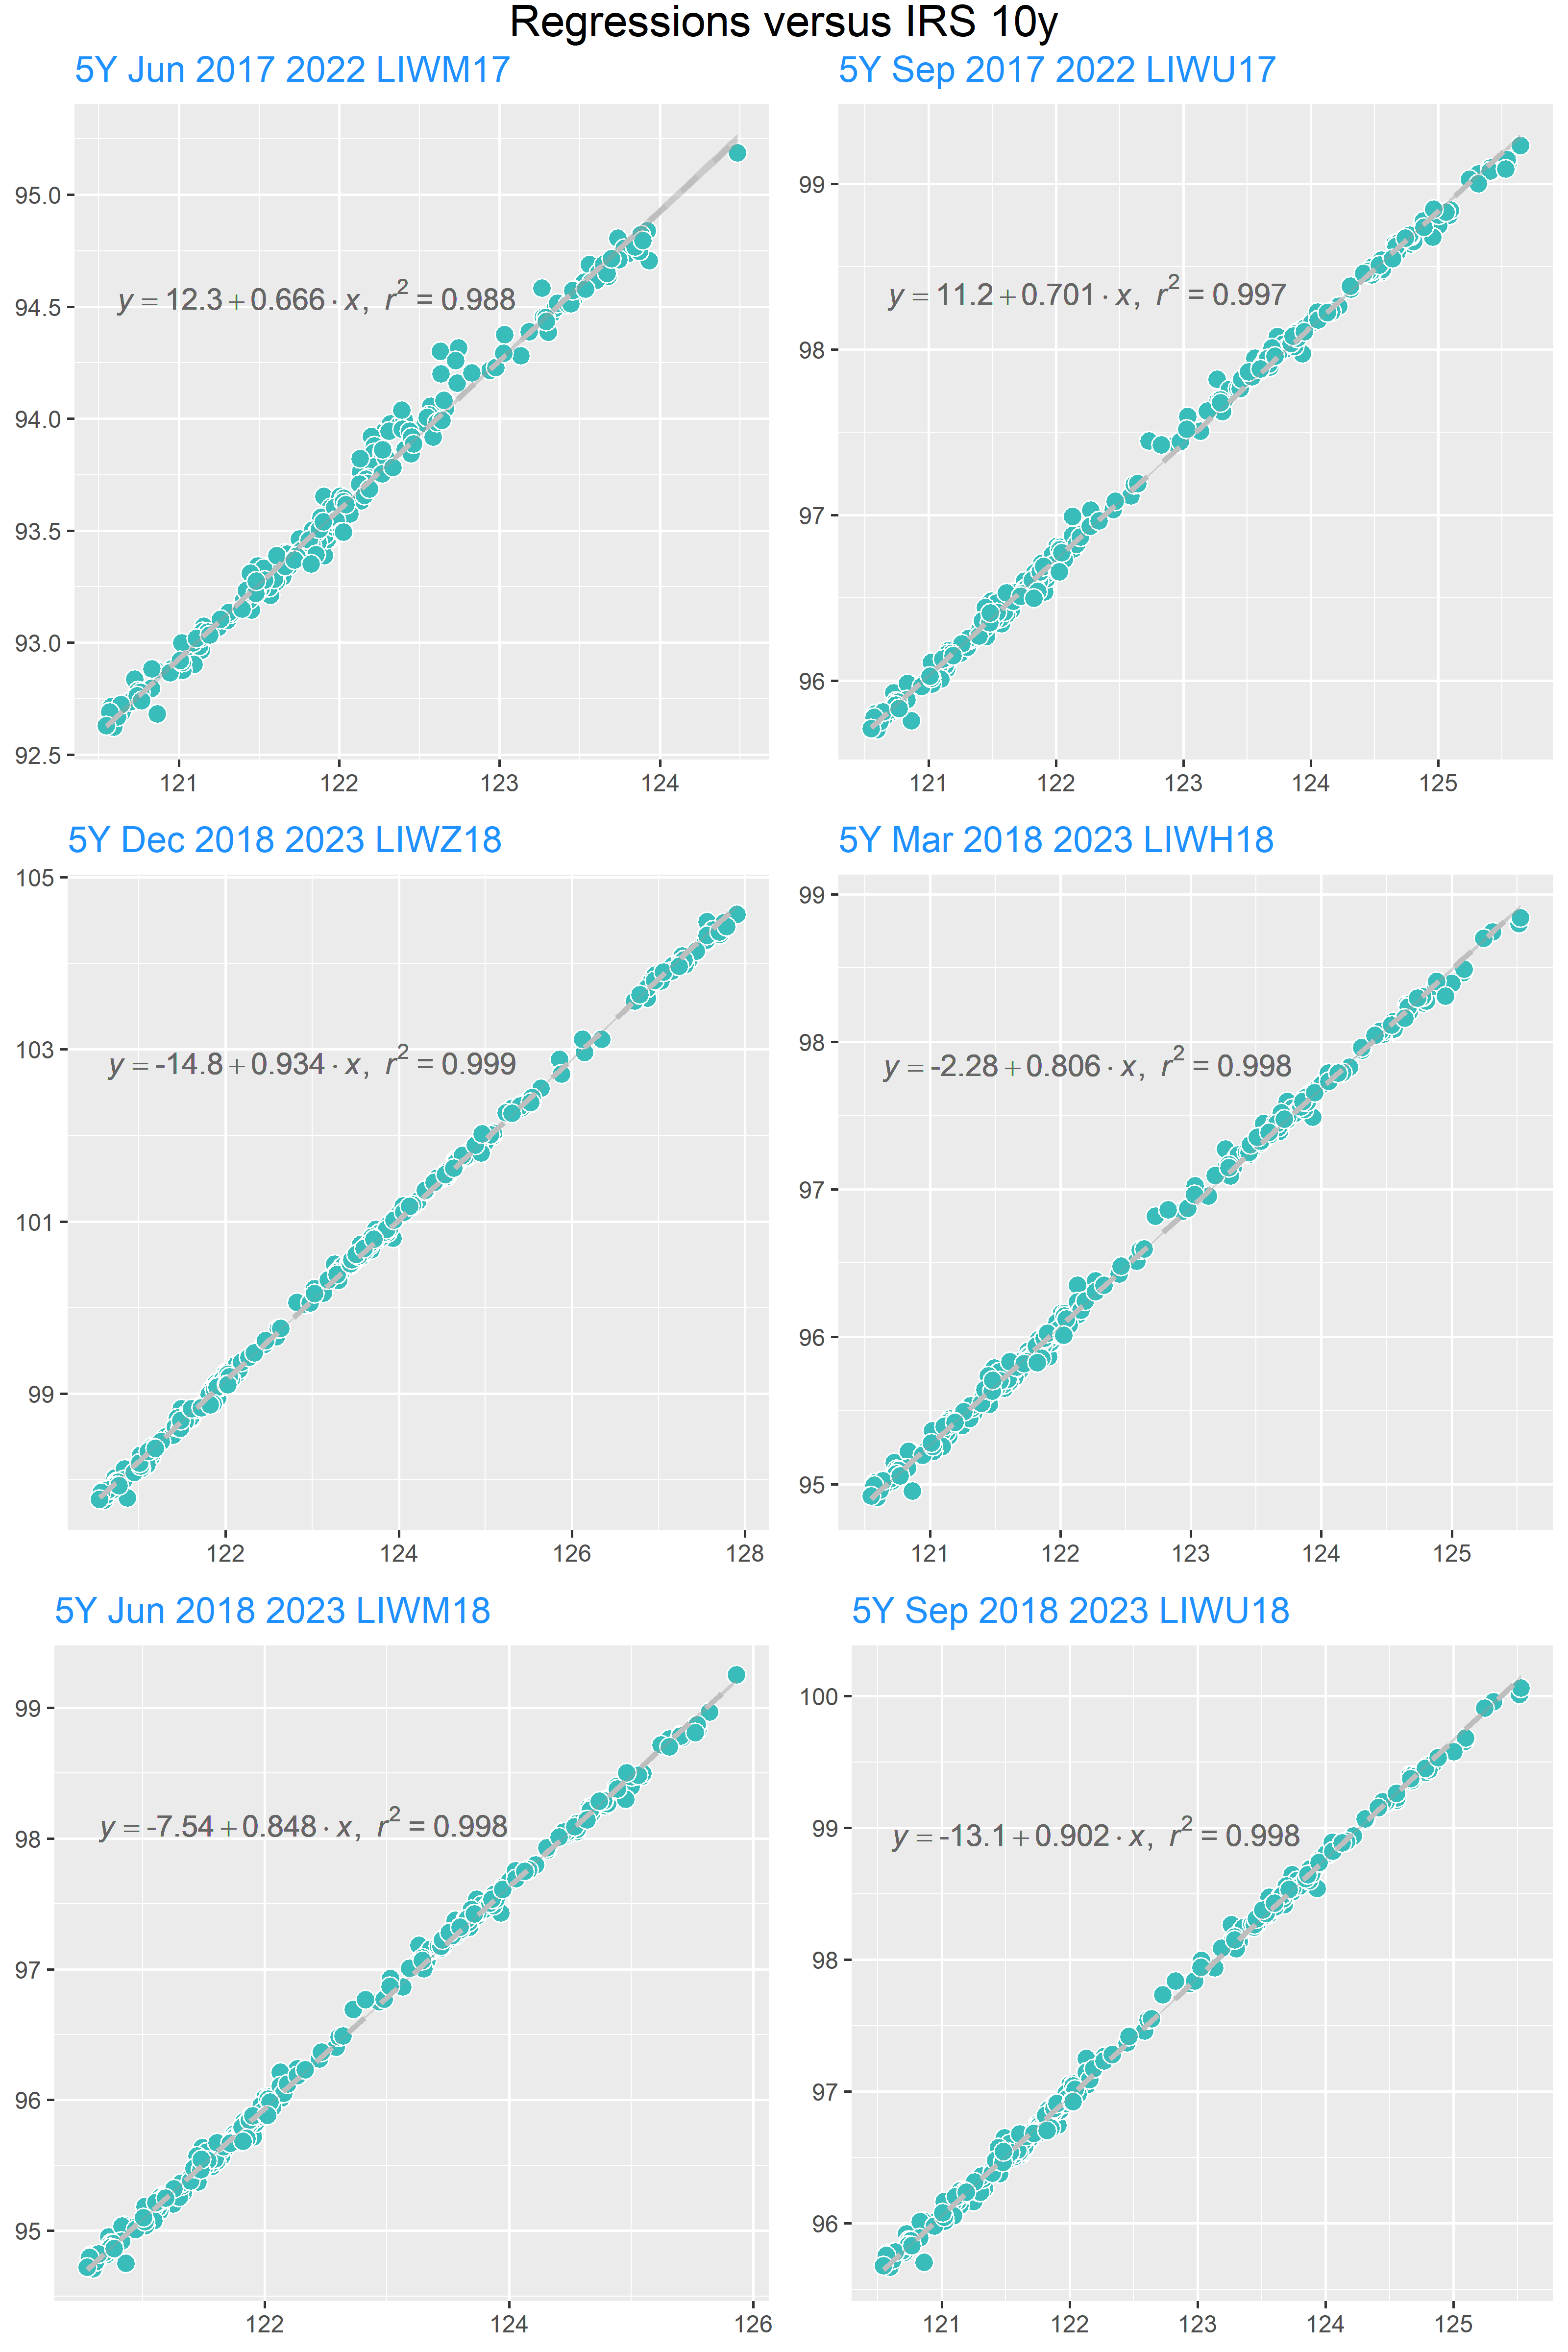 Regressions versus IRS 10y
5Y Jun 2017 2022 LIWM17
95.0
94.5
94.0
93.5
93.0
92.5
y = 12.3 + 0.666 · x, r² = 0.988
121 122 123 124
5Y Sep 2017 2022 LIWU17
99
98
97
96
y = 11.2 + 0.701 · x, r² = 0.997
121 122 123 124 125
5Y Dec 2018 2023 LIWZ18
105
103
101
99
y = -14.8 + 0.934 · x, r² = 0.999
122 124 126 128
5Y Mar 2018 2023 LIWH18
99
98
97
96
95
y = -2.28 + 0.806 · x, r² = 0.998
121 122 123 124 125
5Y Jun 2018 2023 LIWM18
99
98
97
96
95
y = -7.54 + 0.848 · x, r² = 0.998
122 124 126
5Y Sep 2018 2023 LIWU18
100
99
98
97
96
y = -13.1 + 0.902 · x, r² = 0.998
121 122 123 124 125